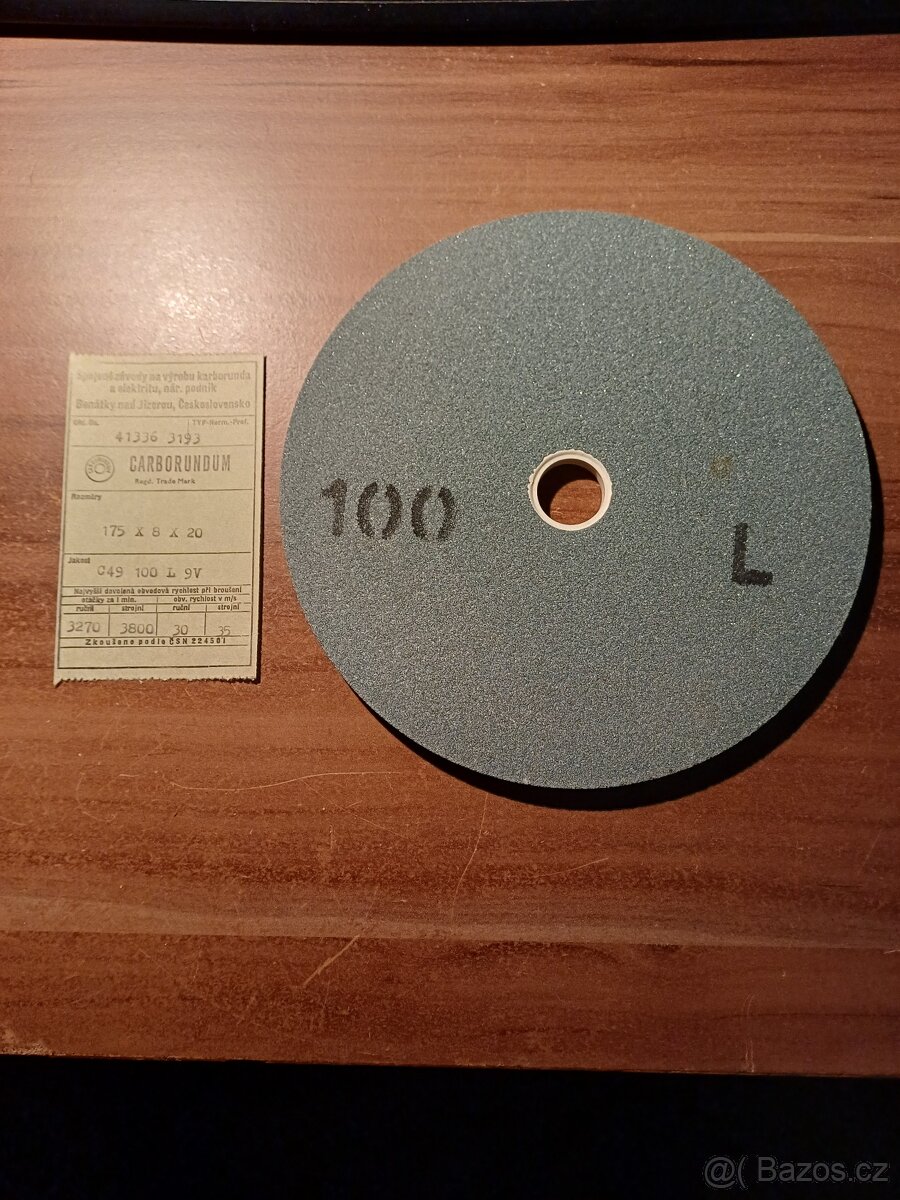 Spojené závody na výrobu karborunda
a elektritu, nár. podnik
Benátky nad Jizerou, Československo
Obj. čís. TYP-Norm.-Prof.
41336 3193
CARBORUNDUM
Regd. Trade Mark
Rozměry
175 X 8 X 20
Jakost
C49 100 L 9V
Nejvyšší dovolená obvodová rychlost při broušení
otáčky za 1 min. obv. rychlost v m/s
ruční strojní ruční strojní
3270 3800 30 35
Zkoušeno podle ČSN 224501
100
L
@( Bazos.cz